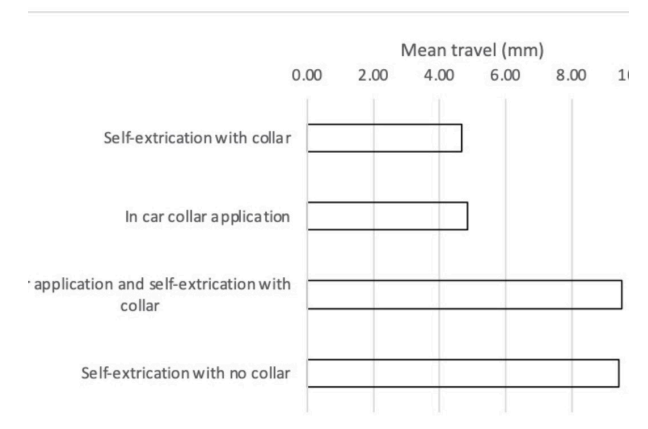 Mean travel (mm)
0.00 2.00 4.00 6.00 8.00
Self-extrication with collar
In car collar application
application and self-extrication with
collar
Self-extrication with no collar